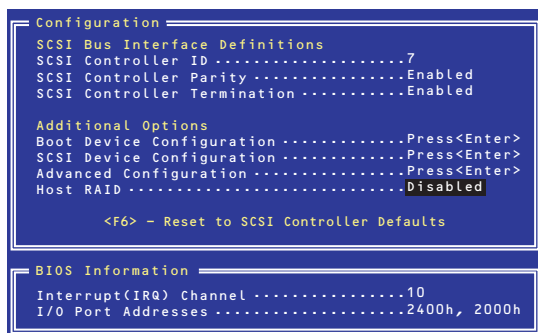 Configuration
SCSI Bus Interface Definitions
SCSI Controller ID ····················7
SCSI Controller Parity ················Enabled
SCSI Controller Termination ···········Enabled
Additional Options
Boot Device Configuration ·············Press<Enter>
SCSI Device Configuration ·············Press<Enter>
Advanced Configuration ················Press<Enter>
Host RAID ·····························Disabled
<F6> – Reset to SCSI Controller Defaults
BIOS Information
Interrupt(IRQ) Channel ················10
I/O Port Addresses ····················2400h, 2000h